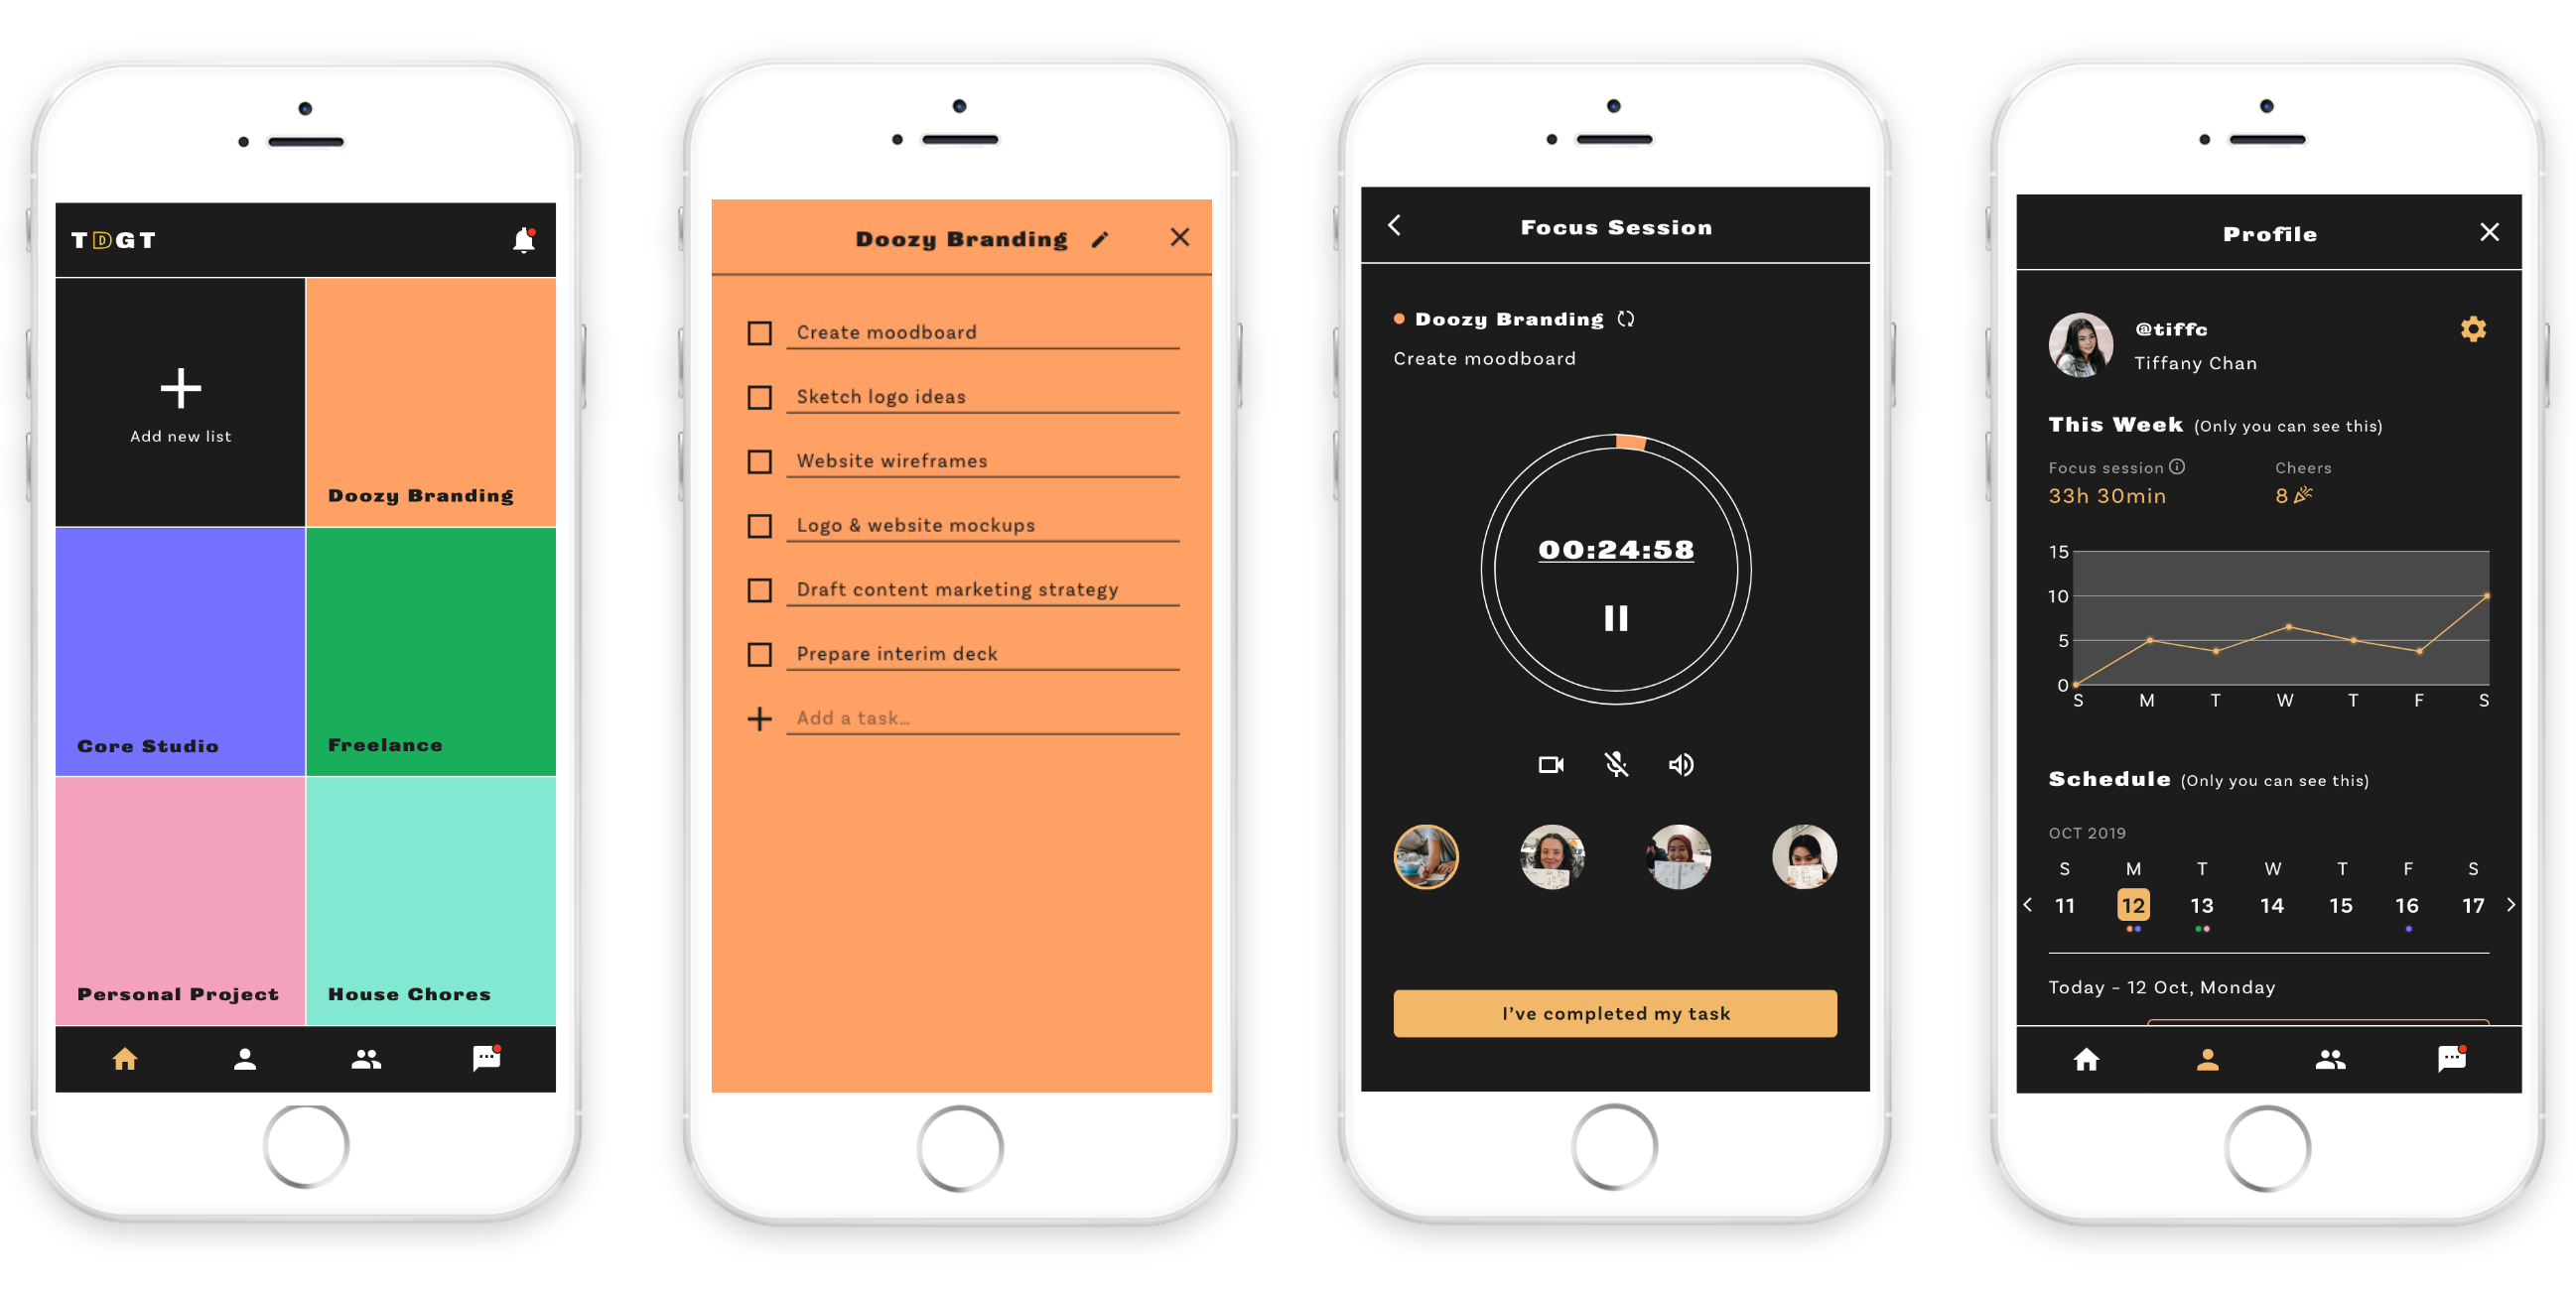 TDGT
Add new list
Doozy Branding
Core Studio
Freelance
Personal Project
House Chores
Doozy Branding
Create moodboard
Sketch logo ideas
Website wireframes
Logo & website mockups
Draft content marketing strategy
Prepare interim deck
Add a task…
Focus Session
Doozy Branding
Create moodboard
00:24:58
I've completed my task
Profile
@tiffc
Tiffany Chan
This Week (Only you can see this)
Focus session Cheers
33h 30min 8
15
10
5
0
S M T W T F S
Schedule (Only you can see this)
OCT 2019
S M T W T F S
11 12 13 14 15 16 17
Today – 12 Oct, Monday